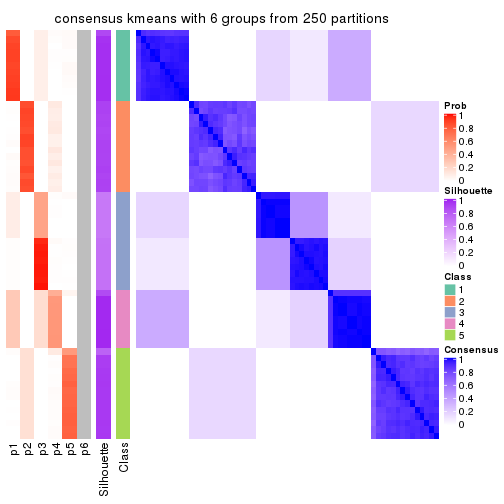 consensus kmeans with 6 groups from 250 partitions
Prob
1
0.8
0.6
0.4
0.2
0
Silhouette
1
0.8
0.6
0.4
0.2
0
Class
1
2
3
4
5
Consensus
1
0.8
0.6
0.4
0.2
0
p1
p2
p3
p4
p5
p6
Silhouette
Class